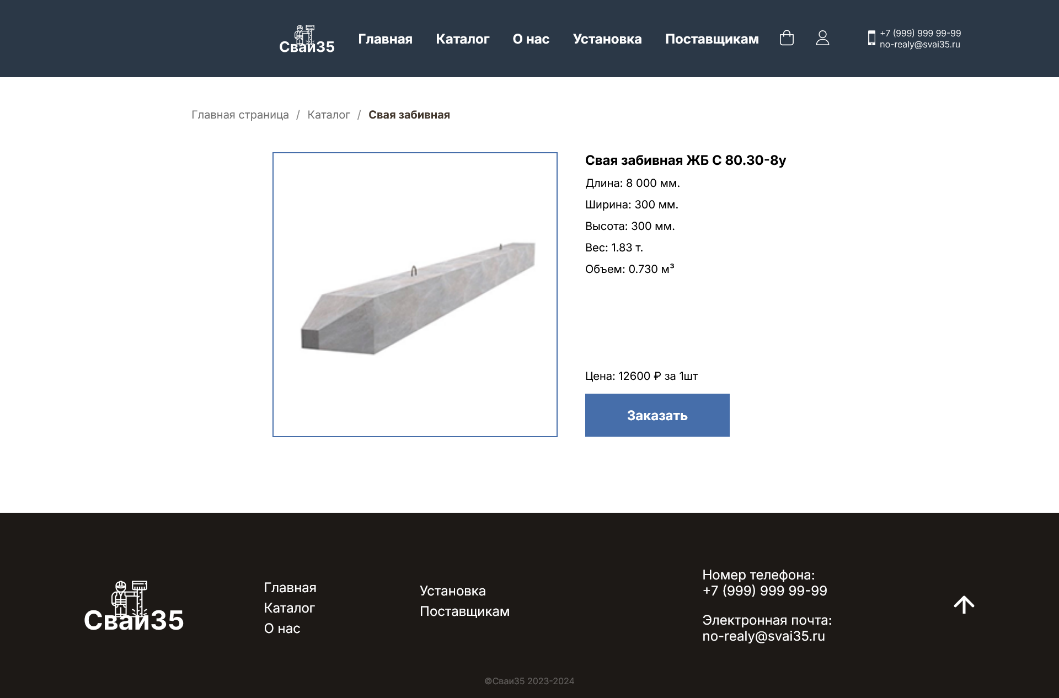 Сваи35
Главная
Каталог
О нас
Установка
Поставщикам
+7 (999) 999 99-99
no-realy@svai35.ru
Главная страница / Каталог / Свая забивная
Свая забивная ЖБ С 80.30-8у
Длина: 8 000 мм.
Ширина: 300 мм.
Высота: 300 мм.
Вес: 1.83 т.
Объем: 0.730 м³
Цена: 12600 ₽ за 1шт
Заказать
Сваи35
Главная
Каталог
О нас
Установка
Поставщикам
Номер телефона:
+7 (999) 999 99-99
Электронная почта:
no-realy@svai35.ru
©Сваи35 2023-2024